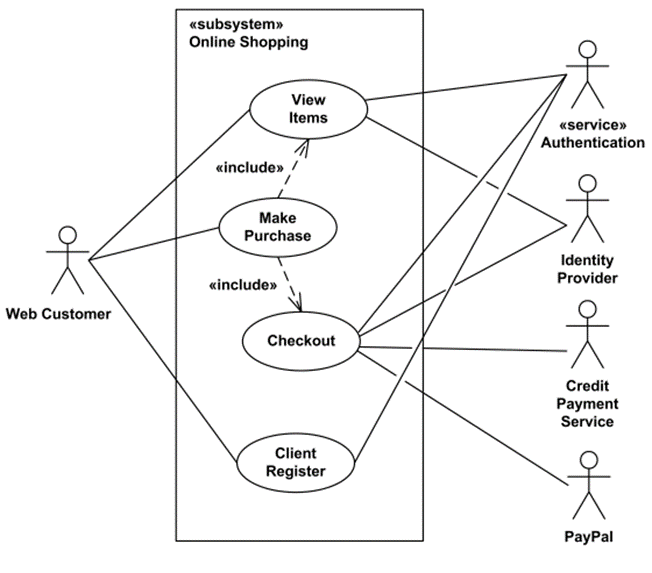 «subsystem»
Online Shopping
View
Items
«include»
Make
Purchase
«include»
Checkout
Client
Register
Web Customer
«service»
Authentication
Identity
Provider
Credit
Payment
Service
PayPal